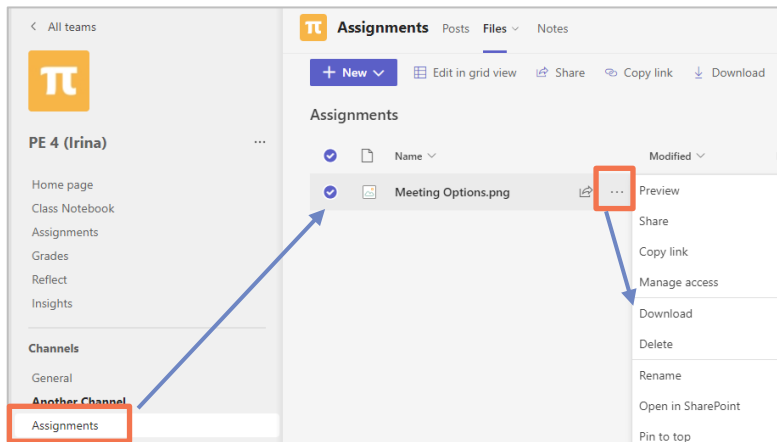 All teams
π
PE 4 (Irina)
...
Home page
Class Notebook
Assignments
Grades
Reflect
Insights
Channels
General
Another Channel
Assignments
π Assignments Posts Files Notes
+ New Edit in grid view Share Copy link Download
Assignments
Name Modified
Meeting Options.png ...
Preview
Share
Copy link
Manage access
Download
Delete
Rename
Open in SharePoint
Pin to top